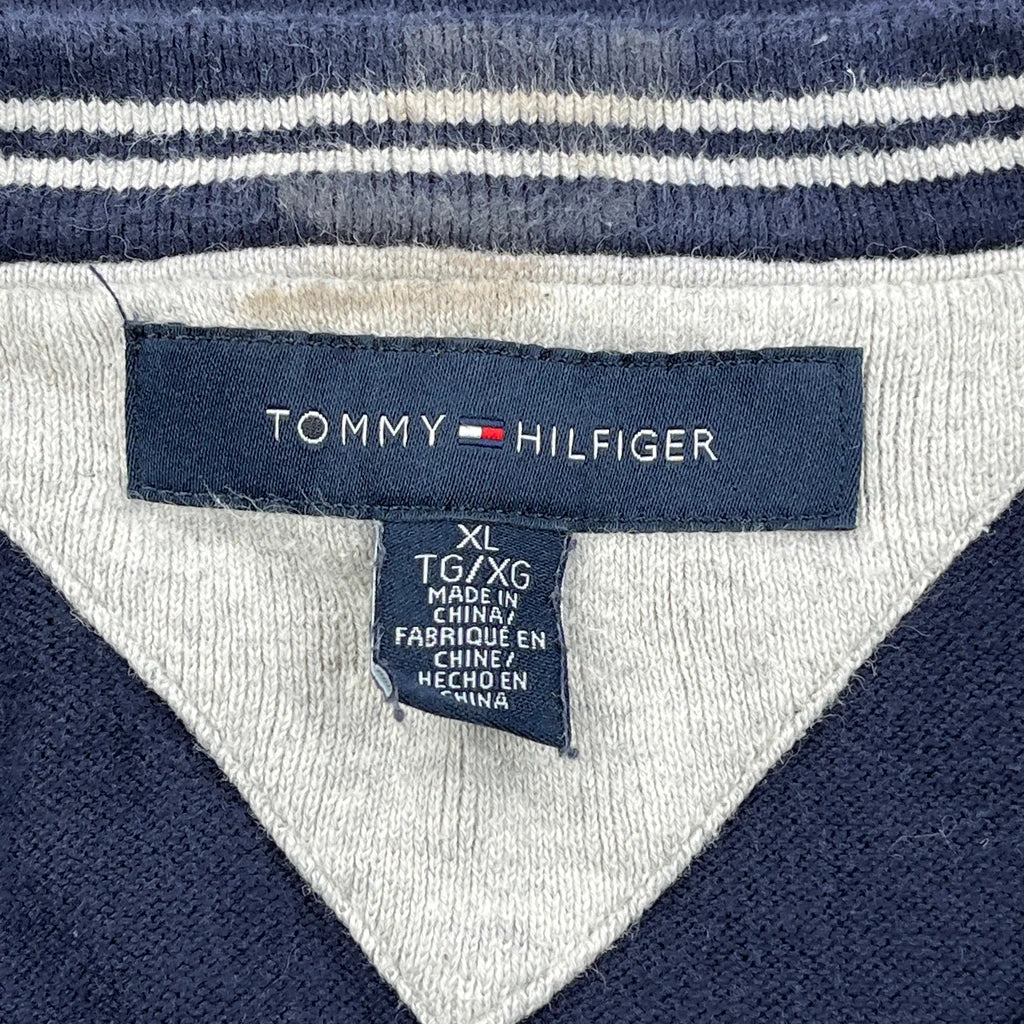 TOMMY HILFIGER
XL
TG/XG
MADE IN
CHINA/
FABRIQUÉ EN
CHINE/
HECHO EN
CHINA